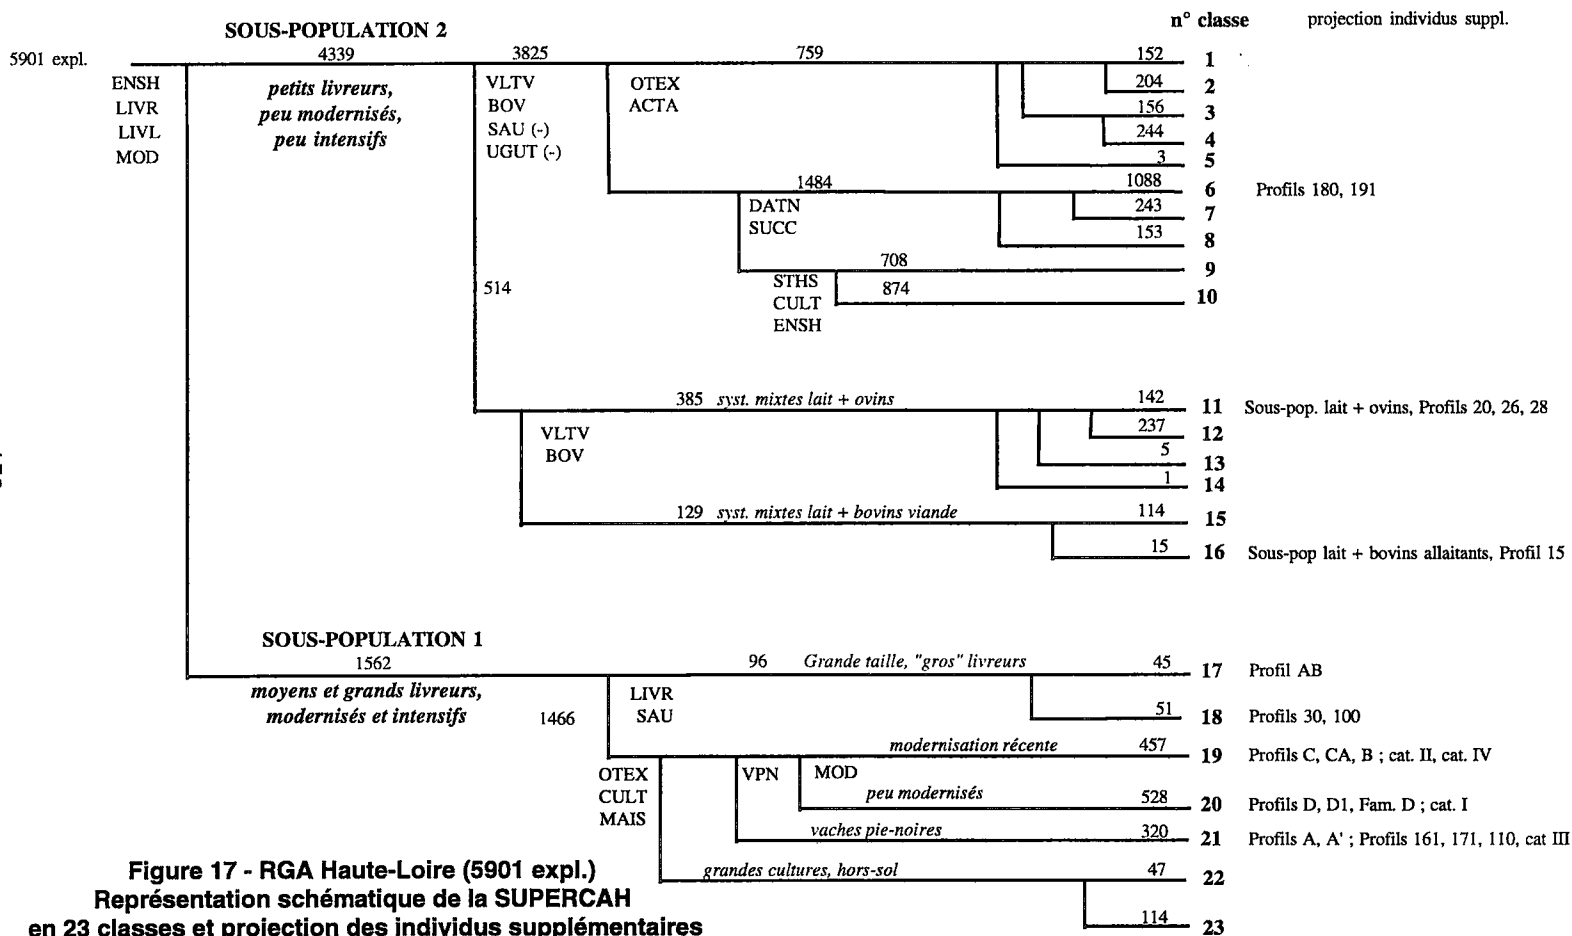 n° classe projection individus suppl.
SOUS-POPULATION 2
5901 expl. 4339 3825 759 152 1
ENSH petits livreurs, VLTV OTEX 204 2
LIVR peu modernisés, BOV ACTA 156 3
LIVL peu intensifs SAU (-) 244 4
MOD UGUT (-) 3 5
1484 1088 6 Profils 180, 191
DATN 243 7
SUCC 153 8
708 9
514 STHS 874 10
CULT
ENSH
385 syst. mixtes lait + ovins 142 11 Sous-pop. lait + ovins, Profils 20, 26, 28
VLTV 237 12
BOV 5 13
1 14
129 syst. mixtes lait + bovins viande 114 15
15 16 Sous-pop lait + bovins allaitants, Profil 15
SOUS-POPULATION 1
1562 96 Grande taille, "gros" livreurs 45 17 Profil AB
moyens et grands livreurs, LIVR
modernisés et intensifs 1466 SAU 51 18 Profils 30, 100
modernisation récente 457 19 Profils C, CA, B ; cat. II, cat. IV
OTEX VPN MOD
CULT peu modernisés 528 20 Profils D, D1, Fam. D ; cat. I
MAIS
vaches pie-noires 320 21 Profils A, A' ; Profils 161, 171, 110, cat III
grandes cultures, hors-sol 47 22
114 23
Figure 17 - RGA Haute-Loire (5901 expl.)
Représentation schématique de la SUPERCAH
en 23 classes et projection des individus supplémentaires